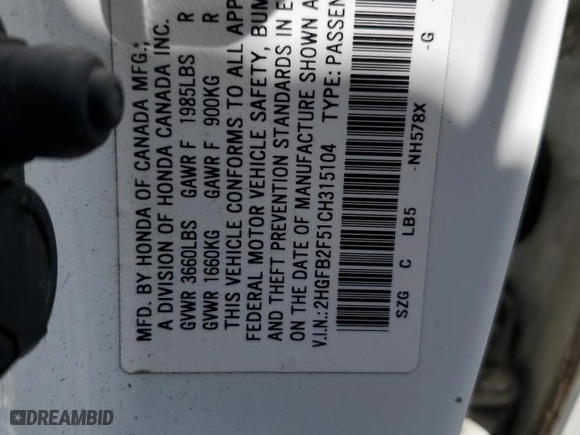 MFD. BY HONDA OF CANADA MFG.,
A DIVISION OF HONDA CANADA INC.
GVWR 3660LBS GAWR F 1985LBS R
GVWR 1660KG GAWR F 900KG R
THIS VEHICLE CONFORMS TO ALL APP
FEDERAL MOTOR VEHICLE SAFETY, BUM
AND THEFT PREVENTION STANDARDS IN E
ON THE DATE OF MANUFACTURE SHOWN A
V.I.N.: 2HGFB2F51CH315104 TYPE: PASSEN
SZG C LB5 -NH578X -G
DREAMBID